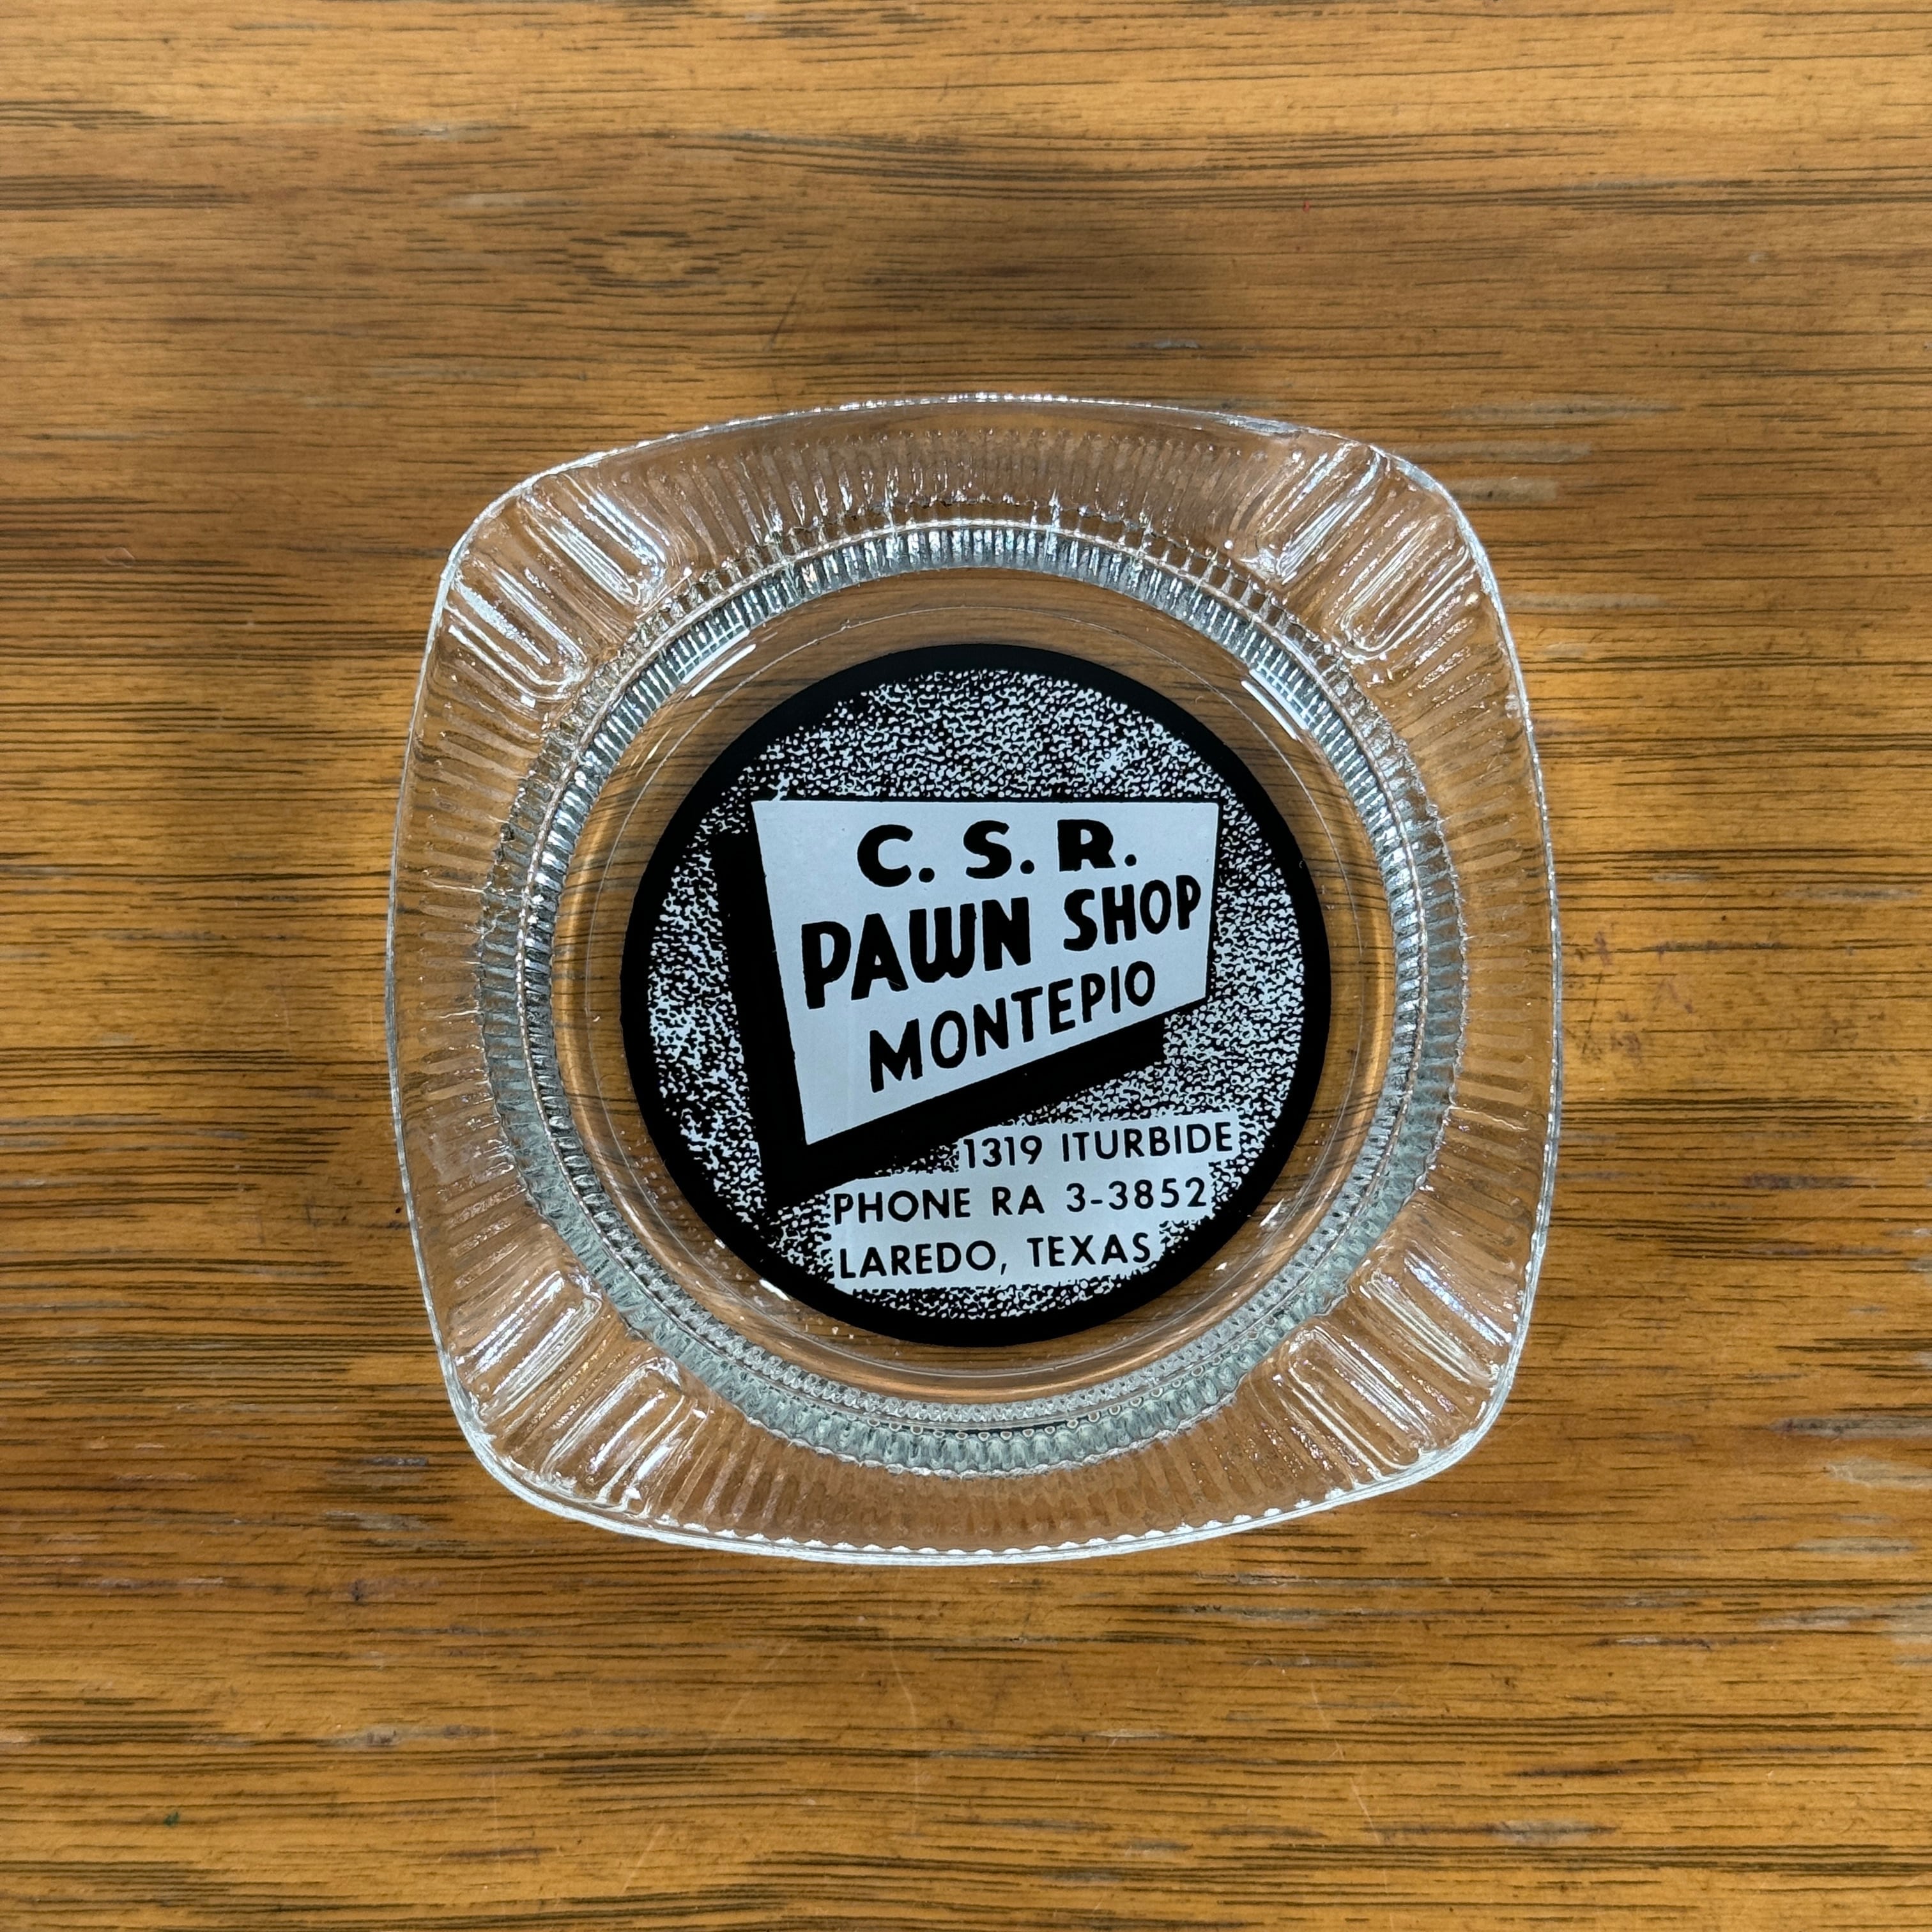 C. S. R.
PAWN SHOP
MONTEPIO
1319 ITURBIDE
PHONE RA 3-3852
LAREDO, TEXAS